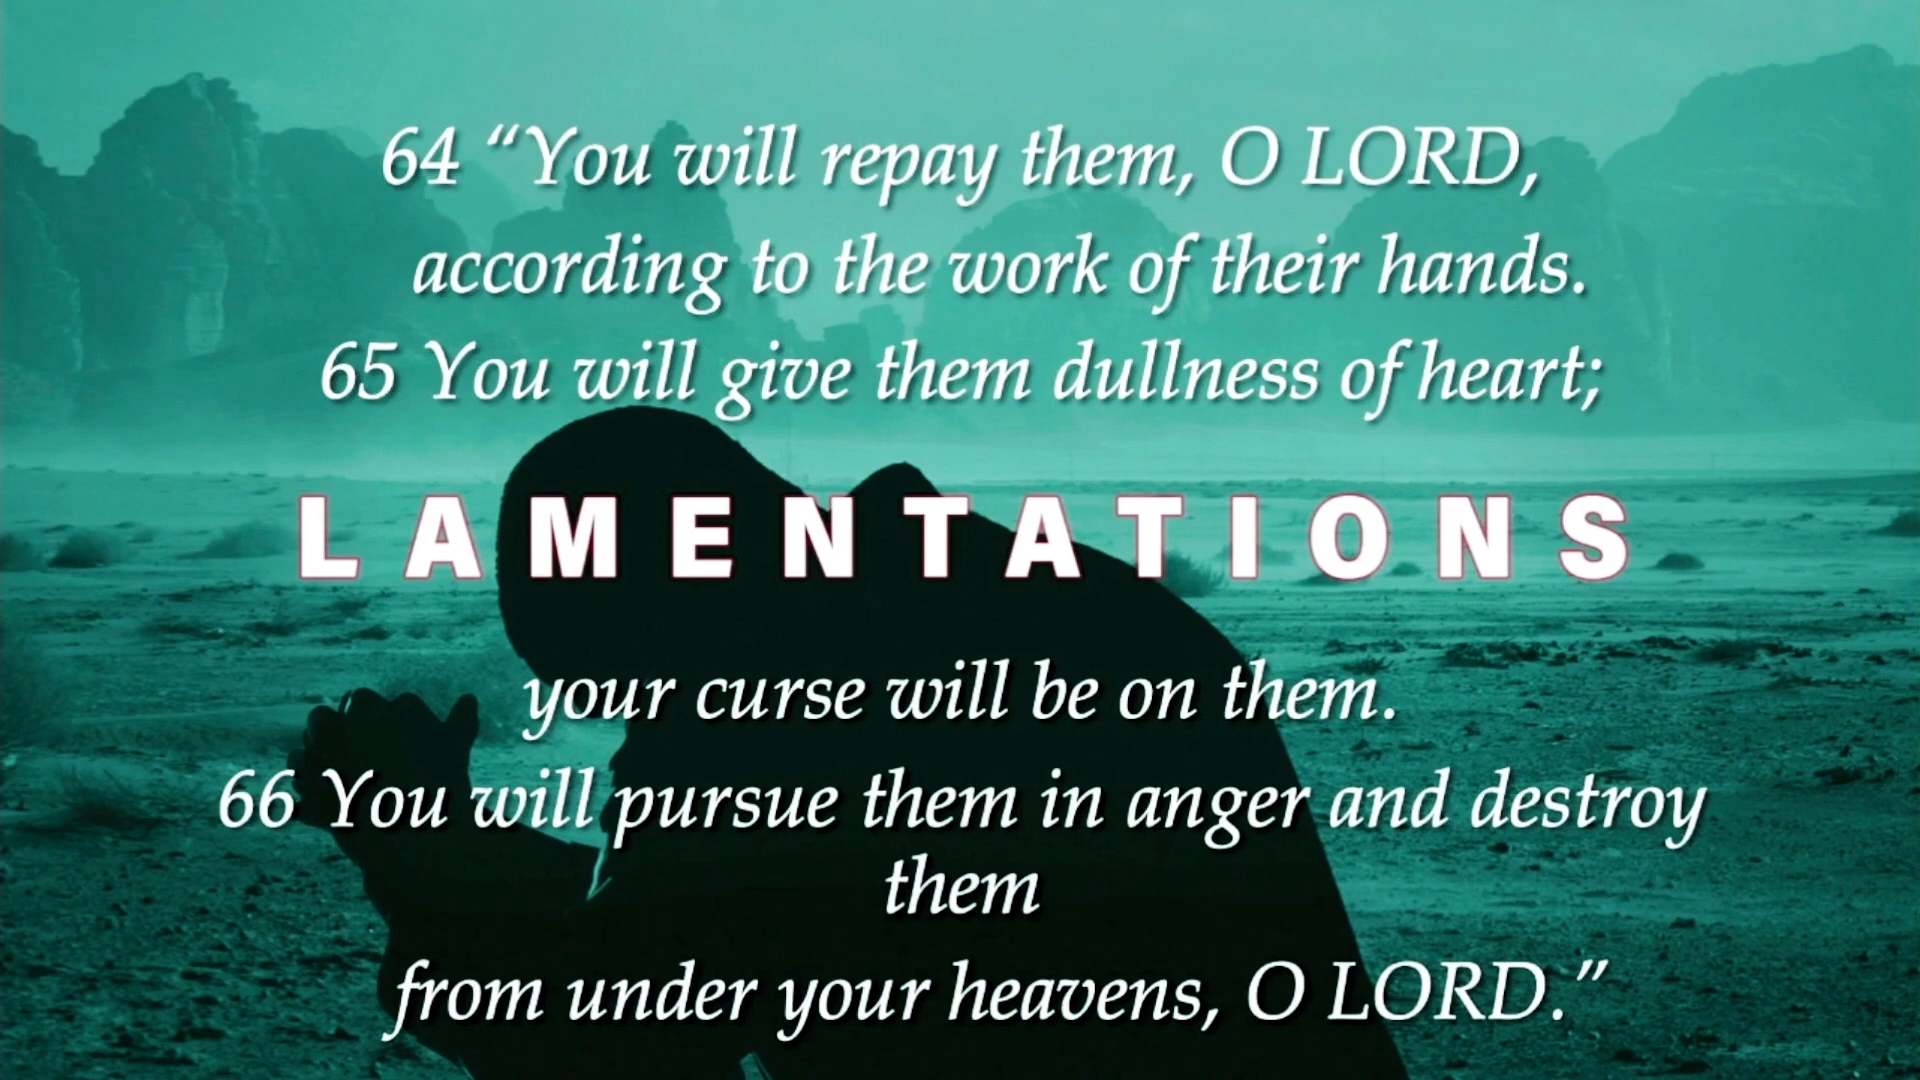 64 “You will repay them, O LORD,
according to the work of their hands.
65 You will give them dullness of heart;
LAMENTATIONS
your curse will be on them.
66 You will pursue them in anger and destroy
them
from under your heavens, O LORD.”